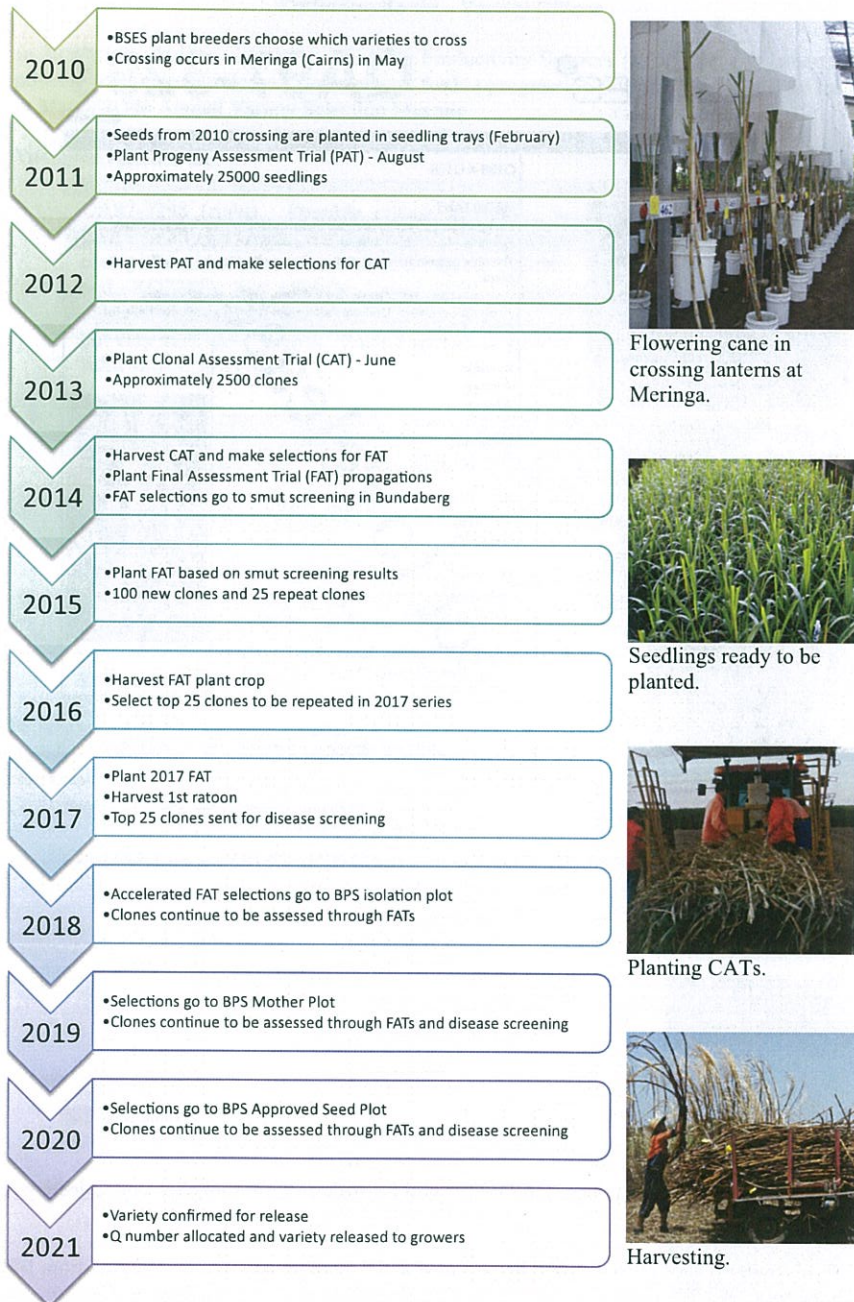 2010
•BSES plant breeders choose which varieties to cross
•Crossing occurs in Meringa (Cairns) in May
2011
•Seeds from 2010 crossing are planted in seedling trays (February)
•Plant Progeny Assessment Trial (PAT) - August
•Approximately 25000 seedlings
2012
•Harvest PAT and make selections for CAT
2013
•Plant Clonal Assessment Trial (CAT) - June
•Approximately 2500 clones
2014
•Harvest CAT and make selections for FAT
•Plant Final Assessment Trial (FAT) propagations
•FAT selections go to smut screening in Bundaberg
2015
•Plant FAT based on smut screening results
•100 new clones and 25 repeat clones
2016
•Harvest FAT plant crop
•Select top 25 clones to be repeated in 2017 series
2017
•Plant 2017 FAT
•Harvest 1st ratoon
•Top 25 clones sent for disease screening
2018
•Accelerated FAT selections go to BPS isolation plot
•Clones continue to be assessed through FATs
2019
•Selections go to BPS Mother Plot
•Clones continue to be assessed through FATs and disease screening
2020
•Selections go to BPS Approved Seed Plot
•Clones continue to be assessed through FATs and disease screening
2021
•Variety confirmed for release
•Q number allocated and variety released to growers
462
Flowering cane in
crossing lanterns at
Meringa.
Seedlings ready to be
planted.
Planting CATs.
Harvesting.